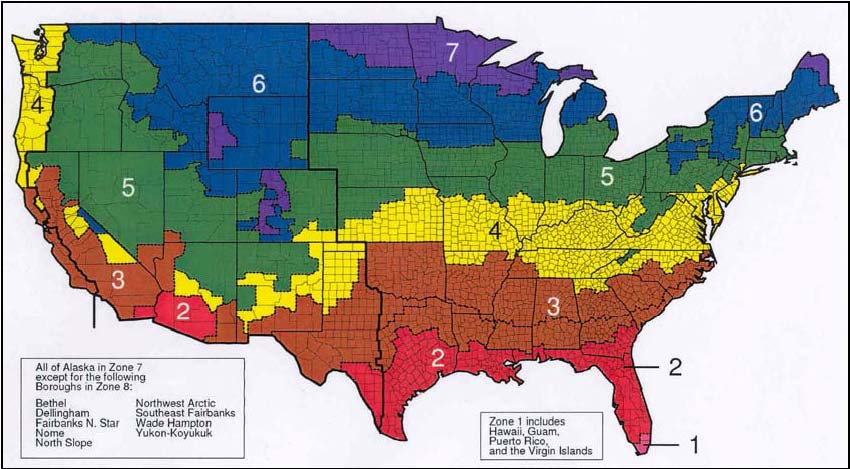 7
6
4
6
5
5
4
3
3
2
2
2
1
All of Alaska in Zone 7
except for the following
Boroughs in Zone 8:
Bethel Northwest Arctic
Dellingham Southeast Fairbanks
Fairbanks N. Star Wade Hampton
Nome Yukon-Koyukuk
North Slope
Zone 1 includes
Hawaii, Guam,
Puerto Rico,
and the Virgin Islands